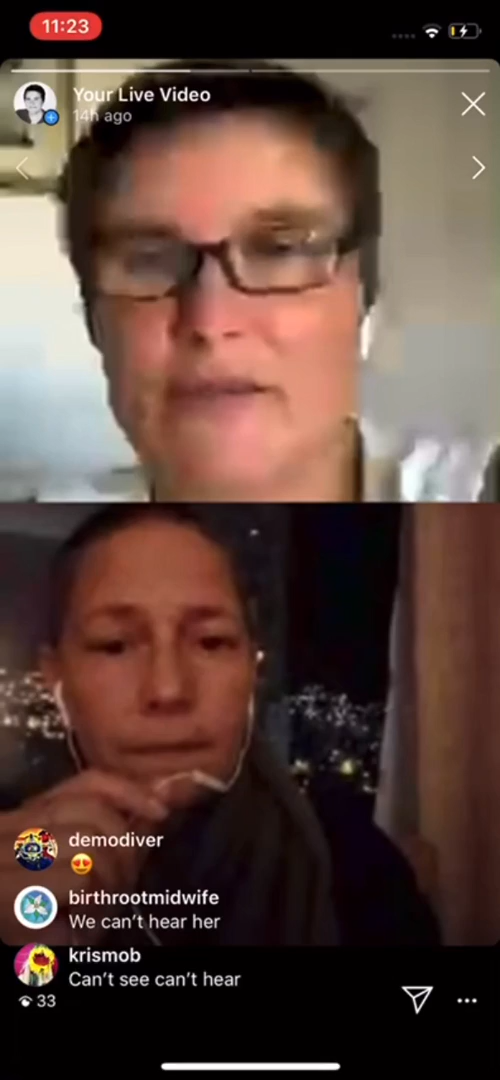 11:23
Your Live Video
14h ago
demodiver
😍
birthrootmidwife
We can’t hear her
krismob
Can’t see can’t hear
33